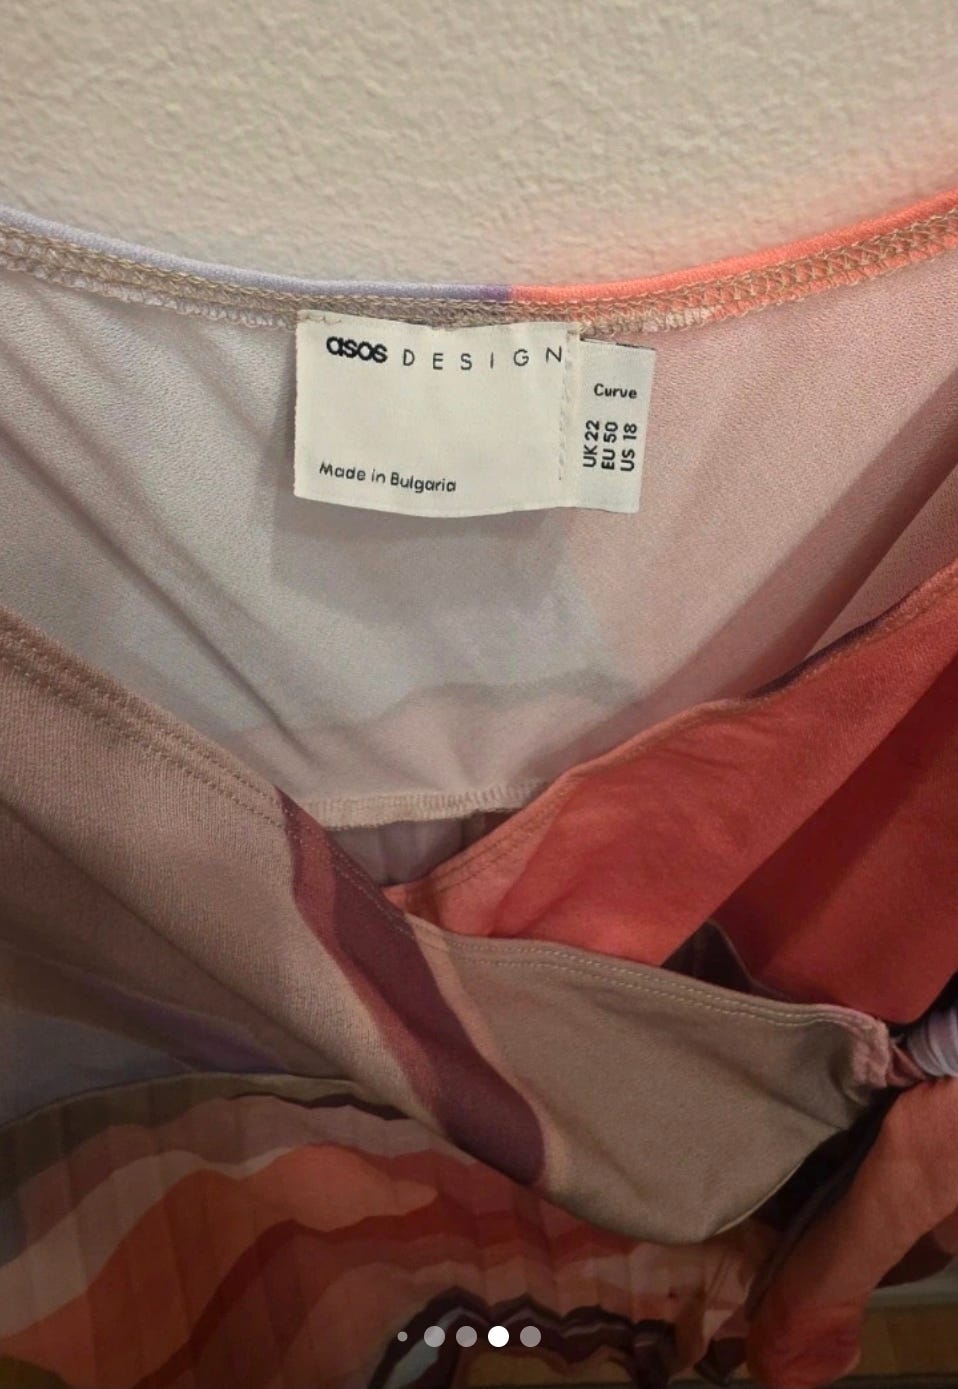 asos DESIGN
Made in Bulgaria
Curve
UK 22
EU 50
US 18